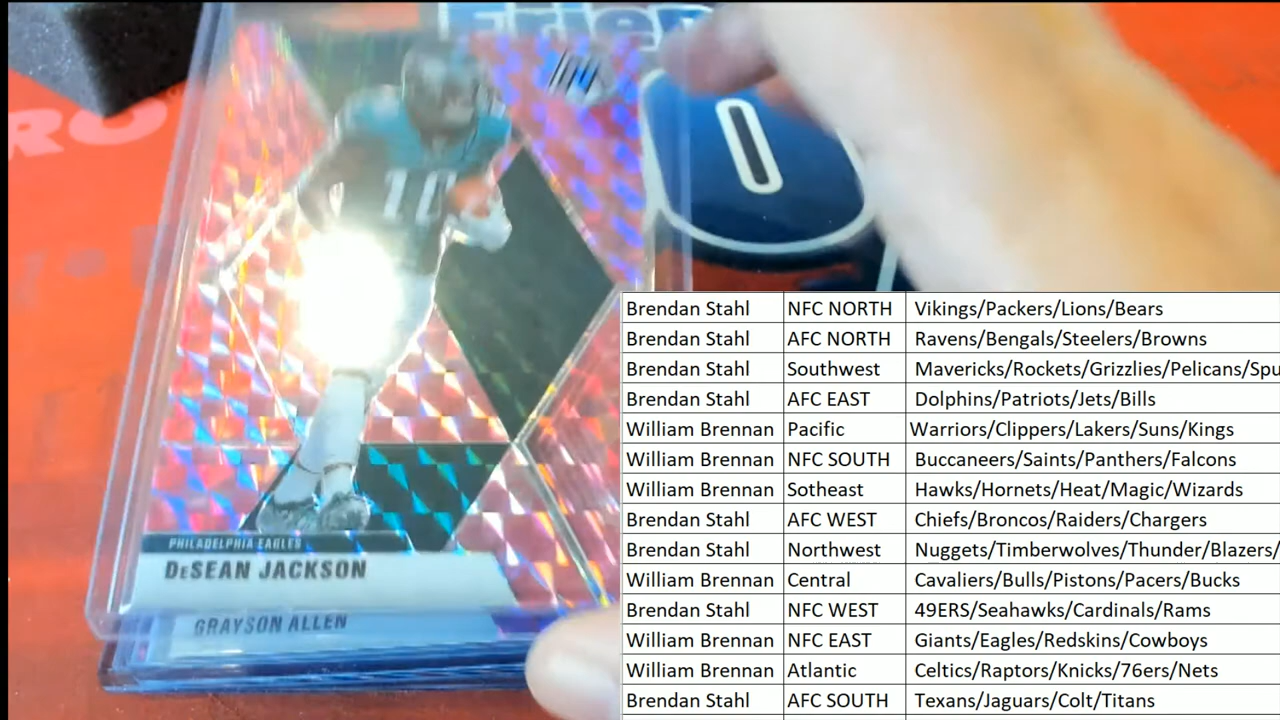 Frien
RO
0
10
PHILADELPHIA EAGLES
DeSEAN JACKSON
GRAYSON ALLEN
Brendan Stahl NFC NORTH Vikings/Packers/Lions/Bears
Brendan Stahl AFC NORTH Ravens/Bengals/Steelers/Browns
Brendan Stahl Southwest Mavericks/Rockets/Grizzlies/Pelicans/Spu
Brendan Stahl AFC EAST Dolphins/Patriots/Jets/Bills
William Brennan Pacific Warriors/Clippers/Lakers/Suns/Kings
William Brennan NFC SOUTH Buccaneers/Saints/Panthers/Falcons
William Brennan Sotheast Hawks/Hornets/Heat/Magic/Wizards
Brendan Stahl AFC WEST Chiefs/Broncos/Raiders/Chargers
Brendan Stahl Northwest Nuggets/Timberwolves/Thunder/Blazers/
William Brennan Central Cavaliers/Bulls/Pistons/Pacers/Bucks
Brendan Stahl NFC WEST 49ERS/Seahawks/Cardinals/Rams
William Brennan NFC EAST Giants/Eagles/Redskins/Cowboys
William Brennan Atlantic Celtics/Raptors/Knicks/76ers/Nets
Brendan Stahl AFC SOUTH Texans/Jaguars/Colt/Titans